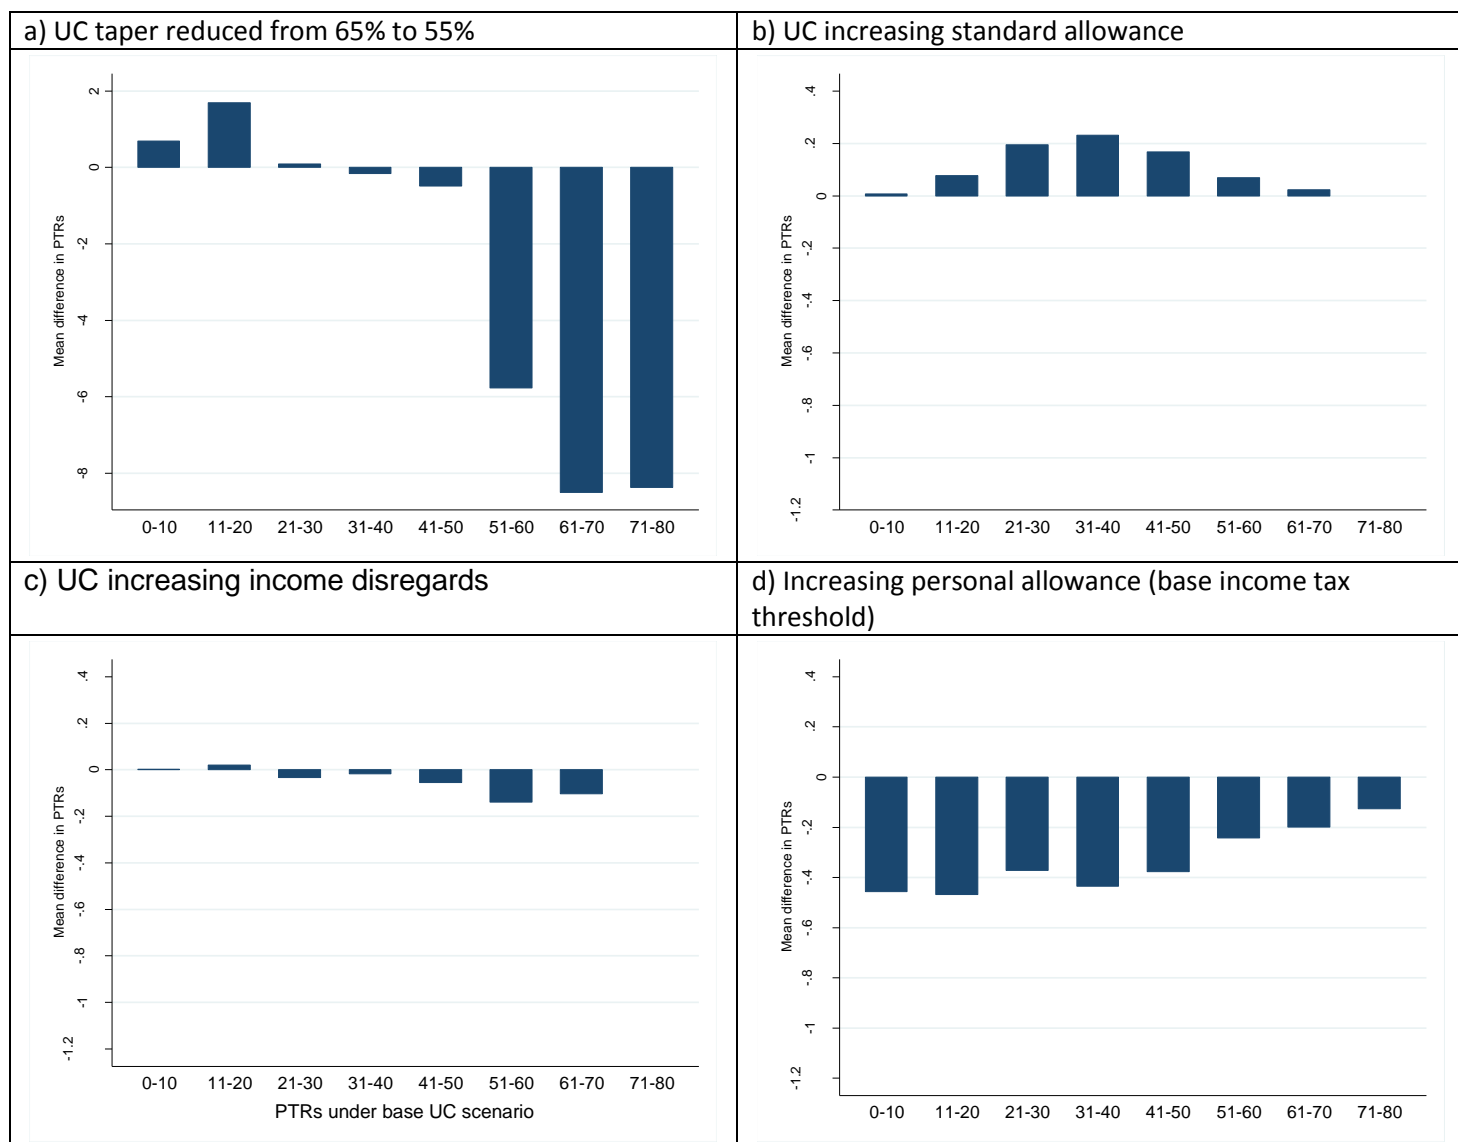 a) UC taper reduced from 65% to 55%
b) UC increasing standard allowance
2
0
-2
-4
-6
-8
Mean difference in PTRs
0-10 11-20 21-30 31-40 41-50 51-60 61-70 71-80
.4
.2
0
-.2
-.4
-.6
-.8
-1
-1.2
Mean difference in PTRs
0-10 11-20 21-30 31-40 41-50 51-60 61-70 71-80
c) UC increasing income disregards
d) Increasing personal allowance (base income tax
threshold)
.4
.2
0
-.2
-.4
-.6
-.8
-1
-1.2
Mean difference in PTRs
0-10 11-20 21-30 31-40 41-50 51-60 61-70 71-80
PTRs under base UC scenario
.4
.2
0
-.2
-.4
-.6
-.8
-1
-1.2
Mean difference in PTRs
0-10 11-20 21-30 31-40 41-50 51-60 61-70 71-80